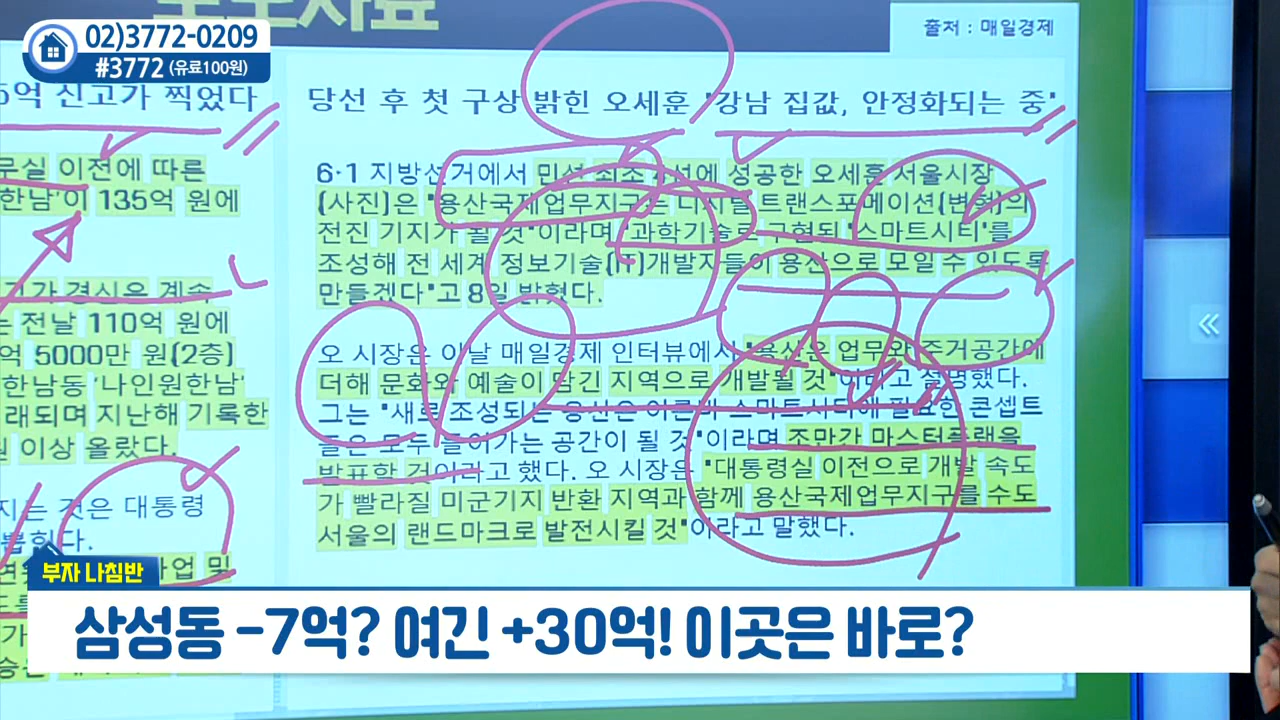 보도자료
02)3772-0209
#3772 (유료100원)
출처 : 매일경제
5억 신고가 찍었다
무실 이전에 따른
한남'이 135억 원에
기가 경신은 계속
는 전날 110억 원에
억 5000만 원(2층)
한남동 '나인원한남'
래되며 지난해 기록한
원 이상 올랐다.
지는 것은 대통령
뽑힌다.
사업 및
당선 후 첫 구상 밝힌 오세훈 "강남 집값, 안정화되는 중"
6·1 지방선거에서 민선 최초 4선에 성공한 오세훈 서울시장
(사진)은 "용산국제업무지구는 디지털 트랜스포메이션(변혁)의
전진 기지가 될 것"이라며 "과학기술로 구현된 '스마트시티'를
조성해 전 세계 정보기술(IT)개발자들이 용산으로 모일 수 있도록
만들겠다"고 8일 밝혔다.
오 시장은 이날 매일경제 인터뷰에서 "용산은 업무와 주거공간에
더해 문화와 예술이 담긴 지역으로 개발될 것"이라고 설명했다.
그는 "새로 조성되는 용산은 이른바 스마트시티에 필요한 콘셉트
들은 모두 들어가는 공간이 될 것"이라며 조만간 마스터플랜을
발표할 것이라고 했다. 오 시장은 "대통령실 이전으로 개발 속도
가 빨라질 미군기지 반환 지역과 함께 용산국제업무지구를 수도
서울의 랜드마크로 발전시킬 것"이라고 말했다.
부자 나침반
삼성동 -7억? 여긴 +30억! 이곳은 바로?